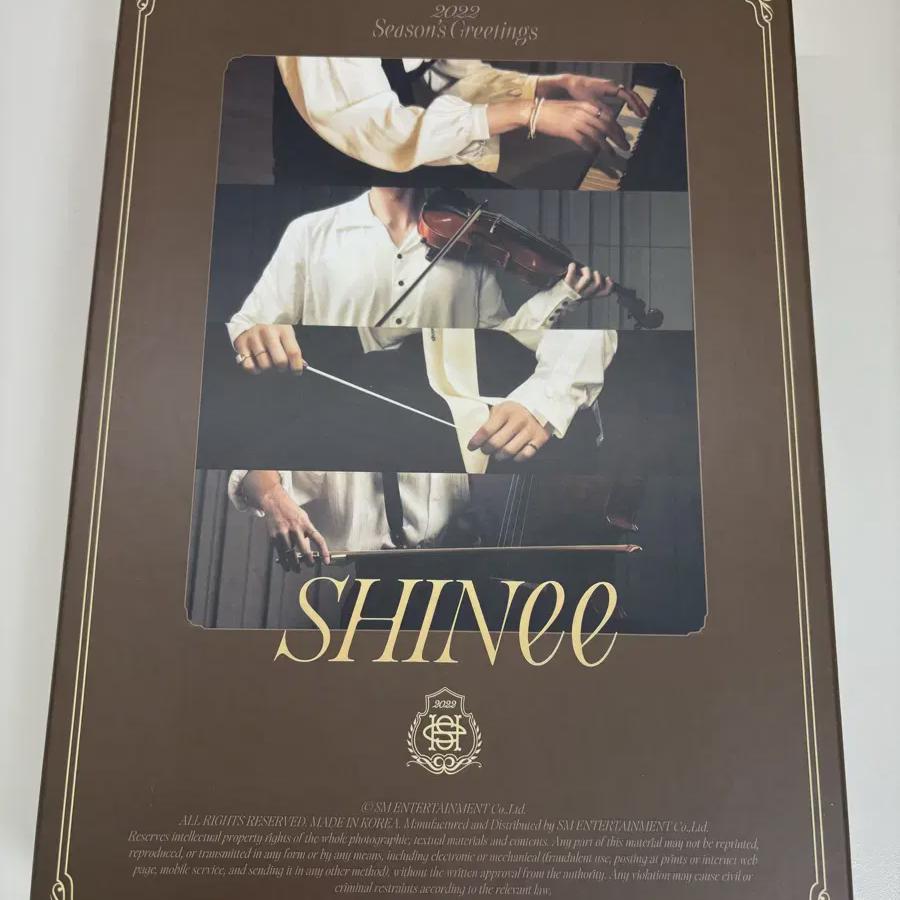 2022
Season's Greetings
SHINee
2022
SH
© SM ENTERTAINMENT Co.,Ltd.
ALL RIGHTS RESERVED. MADE IN KOREA. Manufactured and Distributed by SM ENTERTAINMENT Co.,Ltd.
Reserves intellectual property rights of the whole photographic, textual materials and contents. Any part of this material may not be reprinted,
reproduced, or transmitted in any form or by any means, including electronic or mechanical (fraudulent use, posting at prints or internet web
page, mobile service, and sending it in any other method), without the written approval from the authority. Any violation may cause civil or
criminal restraints according to the relevant law.